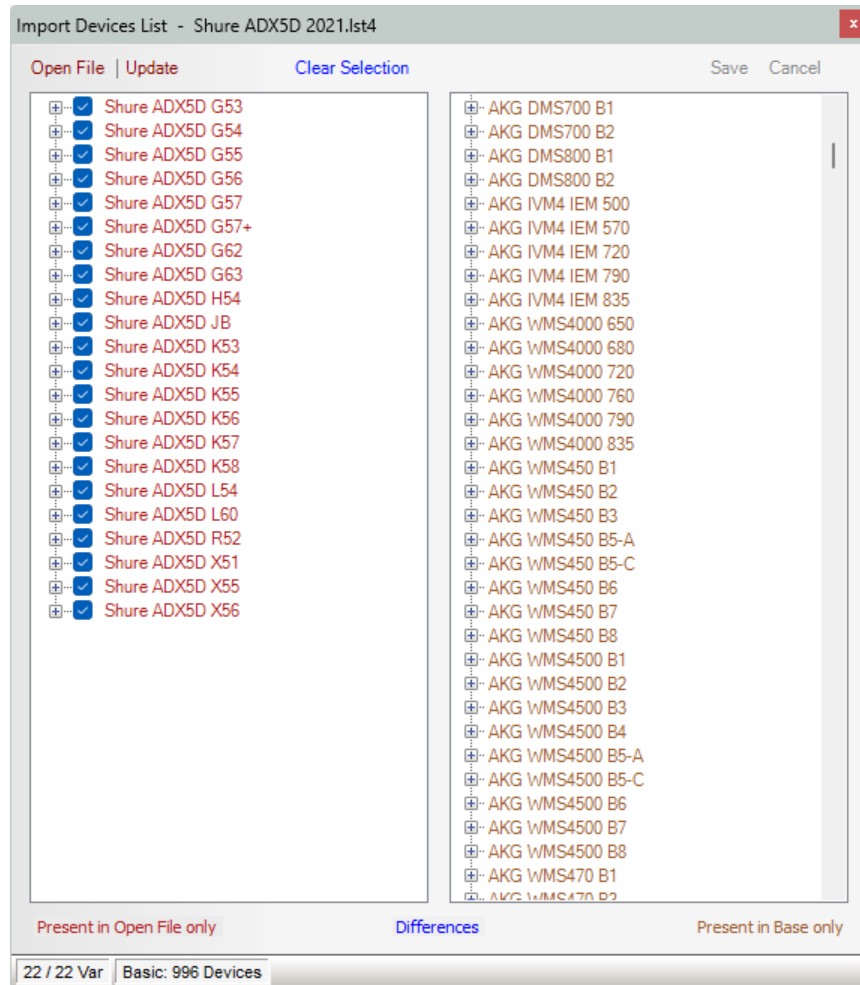 Import Devices List - Shure ADX5D 2021.lst4
x
Open File | Update
Clear Selection
Save Cancel
Shure ADX5D G53
Shure ADX5D G54
Shure ADX5D G55
Shure ADX5D G56
Shure ADX5D G57
Shure ADX5D G57+
Shure ADX5D G62
Shure ADX5D G63
Shure ADX5D H54
Shure ADX5D JB
Shure ADX5D K53
Shure ADX5D K54
Shure ADX5D K55
Shure ADX5D K56
Shure ADX5D K57
Shure ADX5D K58
Shure ADX5D L54
Shure ADX5D L60
Shure ADX5D R52
Shure ADX5D X51
Shure ADX5D X55
Shure ADX5D X56
AKG DMS700 B1
AKG DMS700 B2
AKG DMS800 B1
AKG DMS800 B2
AKG IVM4 IEM 500
AKG IVM4 IEM 570
AKG IVM4 IEM 720
AKG IVM4 IEM 790
AKG IVM4 IEM 835
AKG WMS4000 650
AKG WMS4000 680
AKG WMS4000 720
AKG WMS4000 760
AKG WMS4000 790
AKG WMS4000 835
AKG WMS450 B1
AKG WMS450 B2
AKG WMS450 B3
AKG WMS450 B5-A
AKG WMS450 B5-C
AKG WMS450 B6
AKG WMS450 B7
AKG WMS450 B8
AKG WMS4500 B1
AKG WMS4500 B2
AKG WMS4500 B3
AKG WMS4500 B4
AKG WMS4500 B5-A
AKG WMS4500 B5-C
AKG WMS4500 B6
AKG WMS4500 B7
AKG WMS4500 B8
AKG WMS470 B1
AKG WMS470
Present in Open File only
Differences
Present in Base only
22 / 22 Var
Basic: 996 Devices